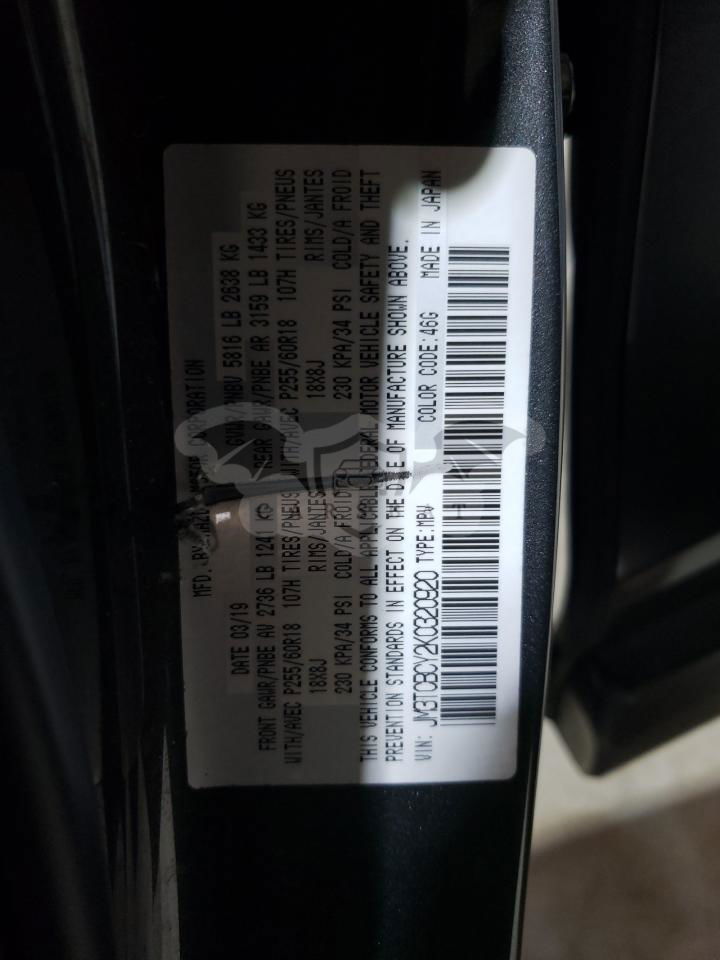 MFD. BY MAZDA MOTOR CORPORATION
DATE 03/19 GVWR/PNBV 5816 LB 2638 KG
FRONT GAWR/PNBE AV 2736 LB 124 KG REAR GAWR/PNBE AR 3159 LB 1433 KG
WITH/AVEC P255/60R18 107H TIRES/PNEUS WITH/AVEC P255/60R18 107H TIRES/PNEUS
18X8J RIMS/JANTES 18X8J RIMS/JANTES
230 KPA/34 PSI COLD/A FROID 230 KPA/34 PSI COLD/A FROID
THIS VEHICLE CONFORMS TO ALL APPLICABLE FEDERAL MOTOR VEHICLE SAFETY AND THEFT
PREVENTION STANDARDS IN EFFECT ON THE DATE OF MANUFACTURE SHOWN ABOVE.
VIN: JM3TCBCY2K0320920 TYPE:MPV COLOR CODE:46G MADE IN JAPAN